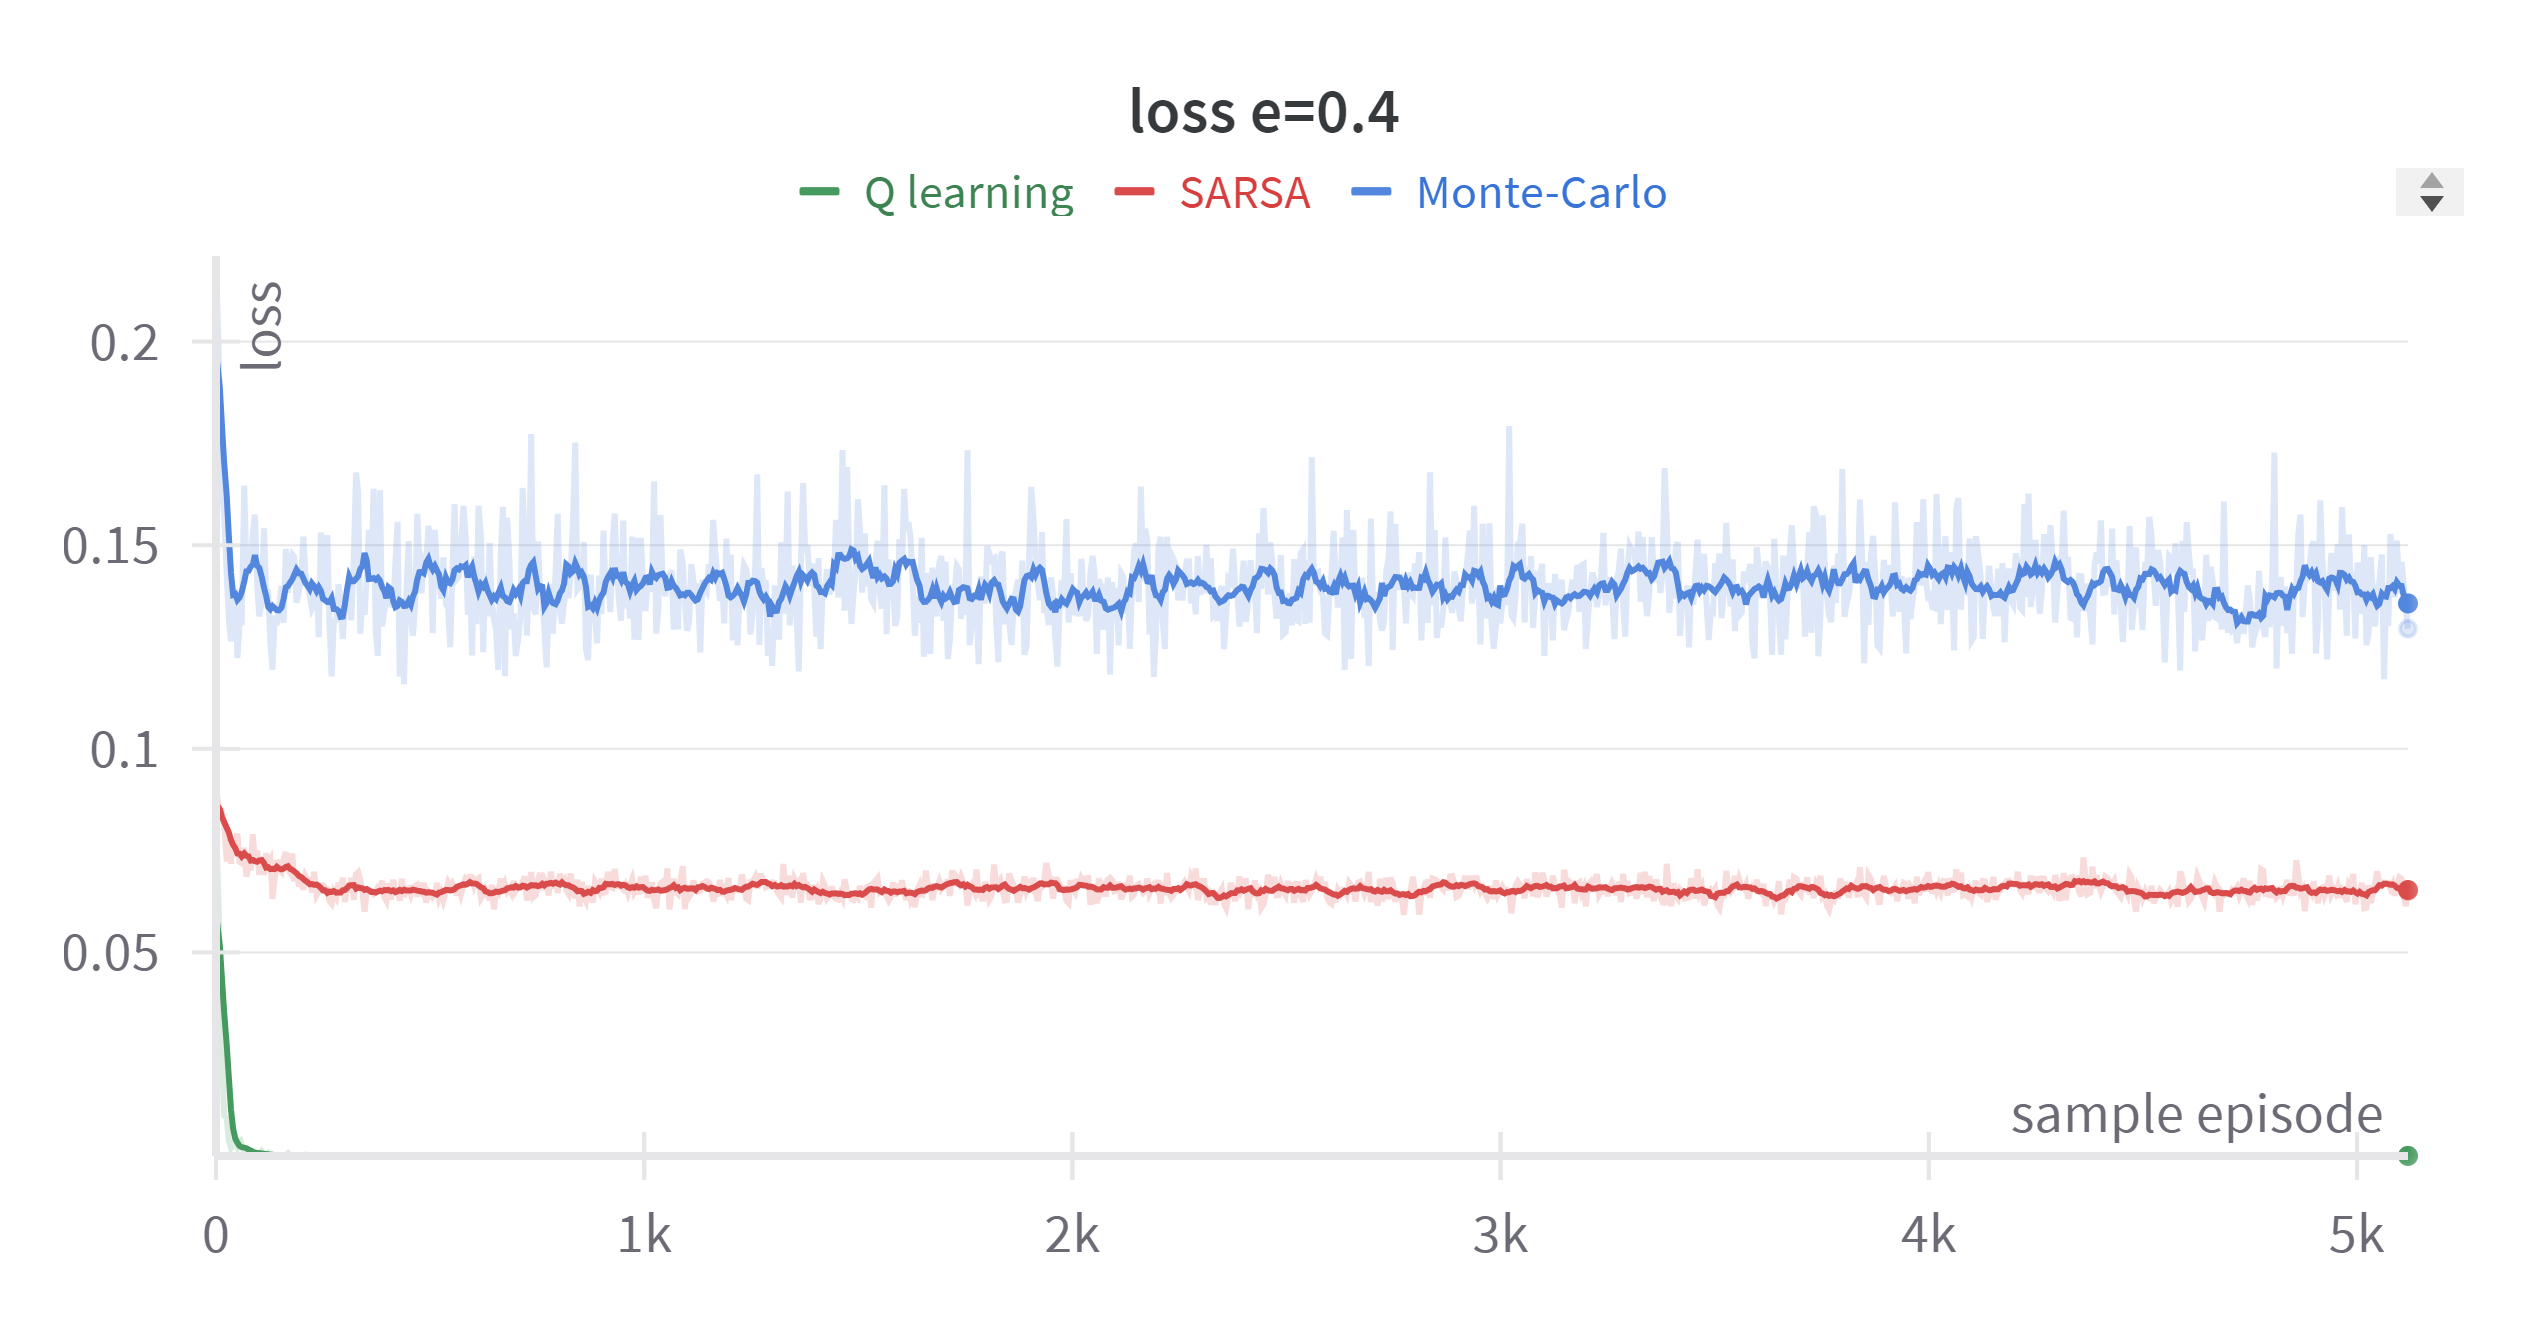 loss e=0.4
Q learning SARSA Monte-Carlo
loss
0.2
0.15
0.1
0.05
sample episode
0 1k 2k 3k 4k 5k